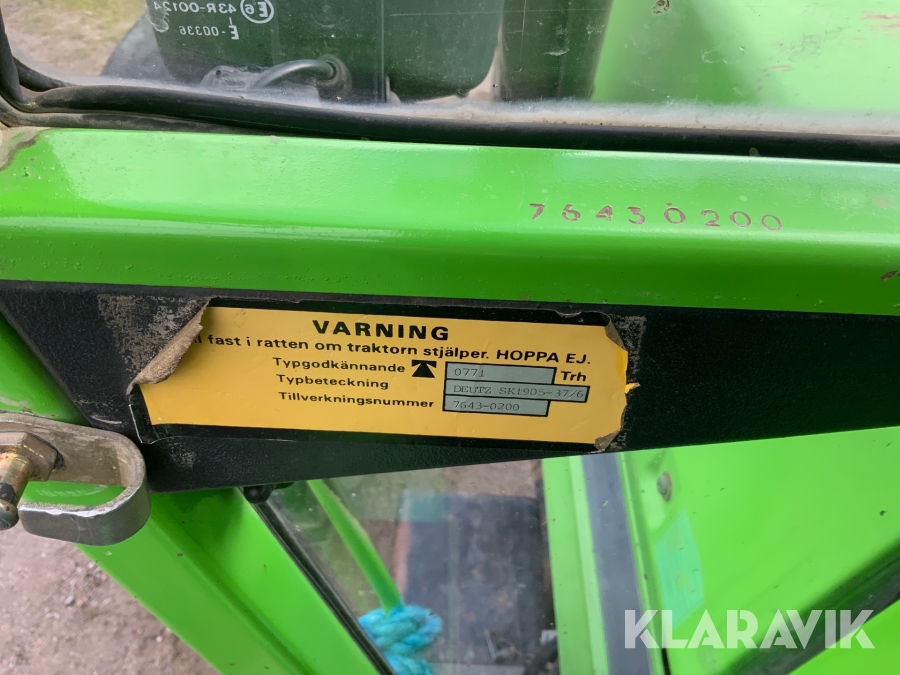 43R-00124
E-00336
76430200
VARNING
fast i ratten om traktorn stjälper. HOPPA EJ.
Typgodkännande 0771 Trh
Typbeteckning DEUTZ SK1905-37/6
Tillverkningsnummer 7643-0200
KLARAVIK